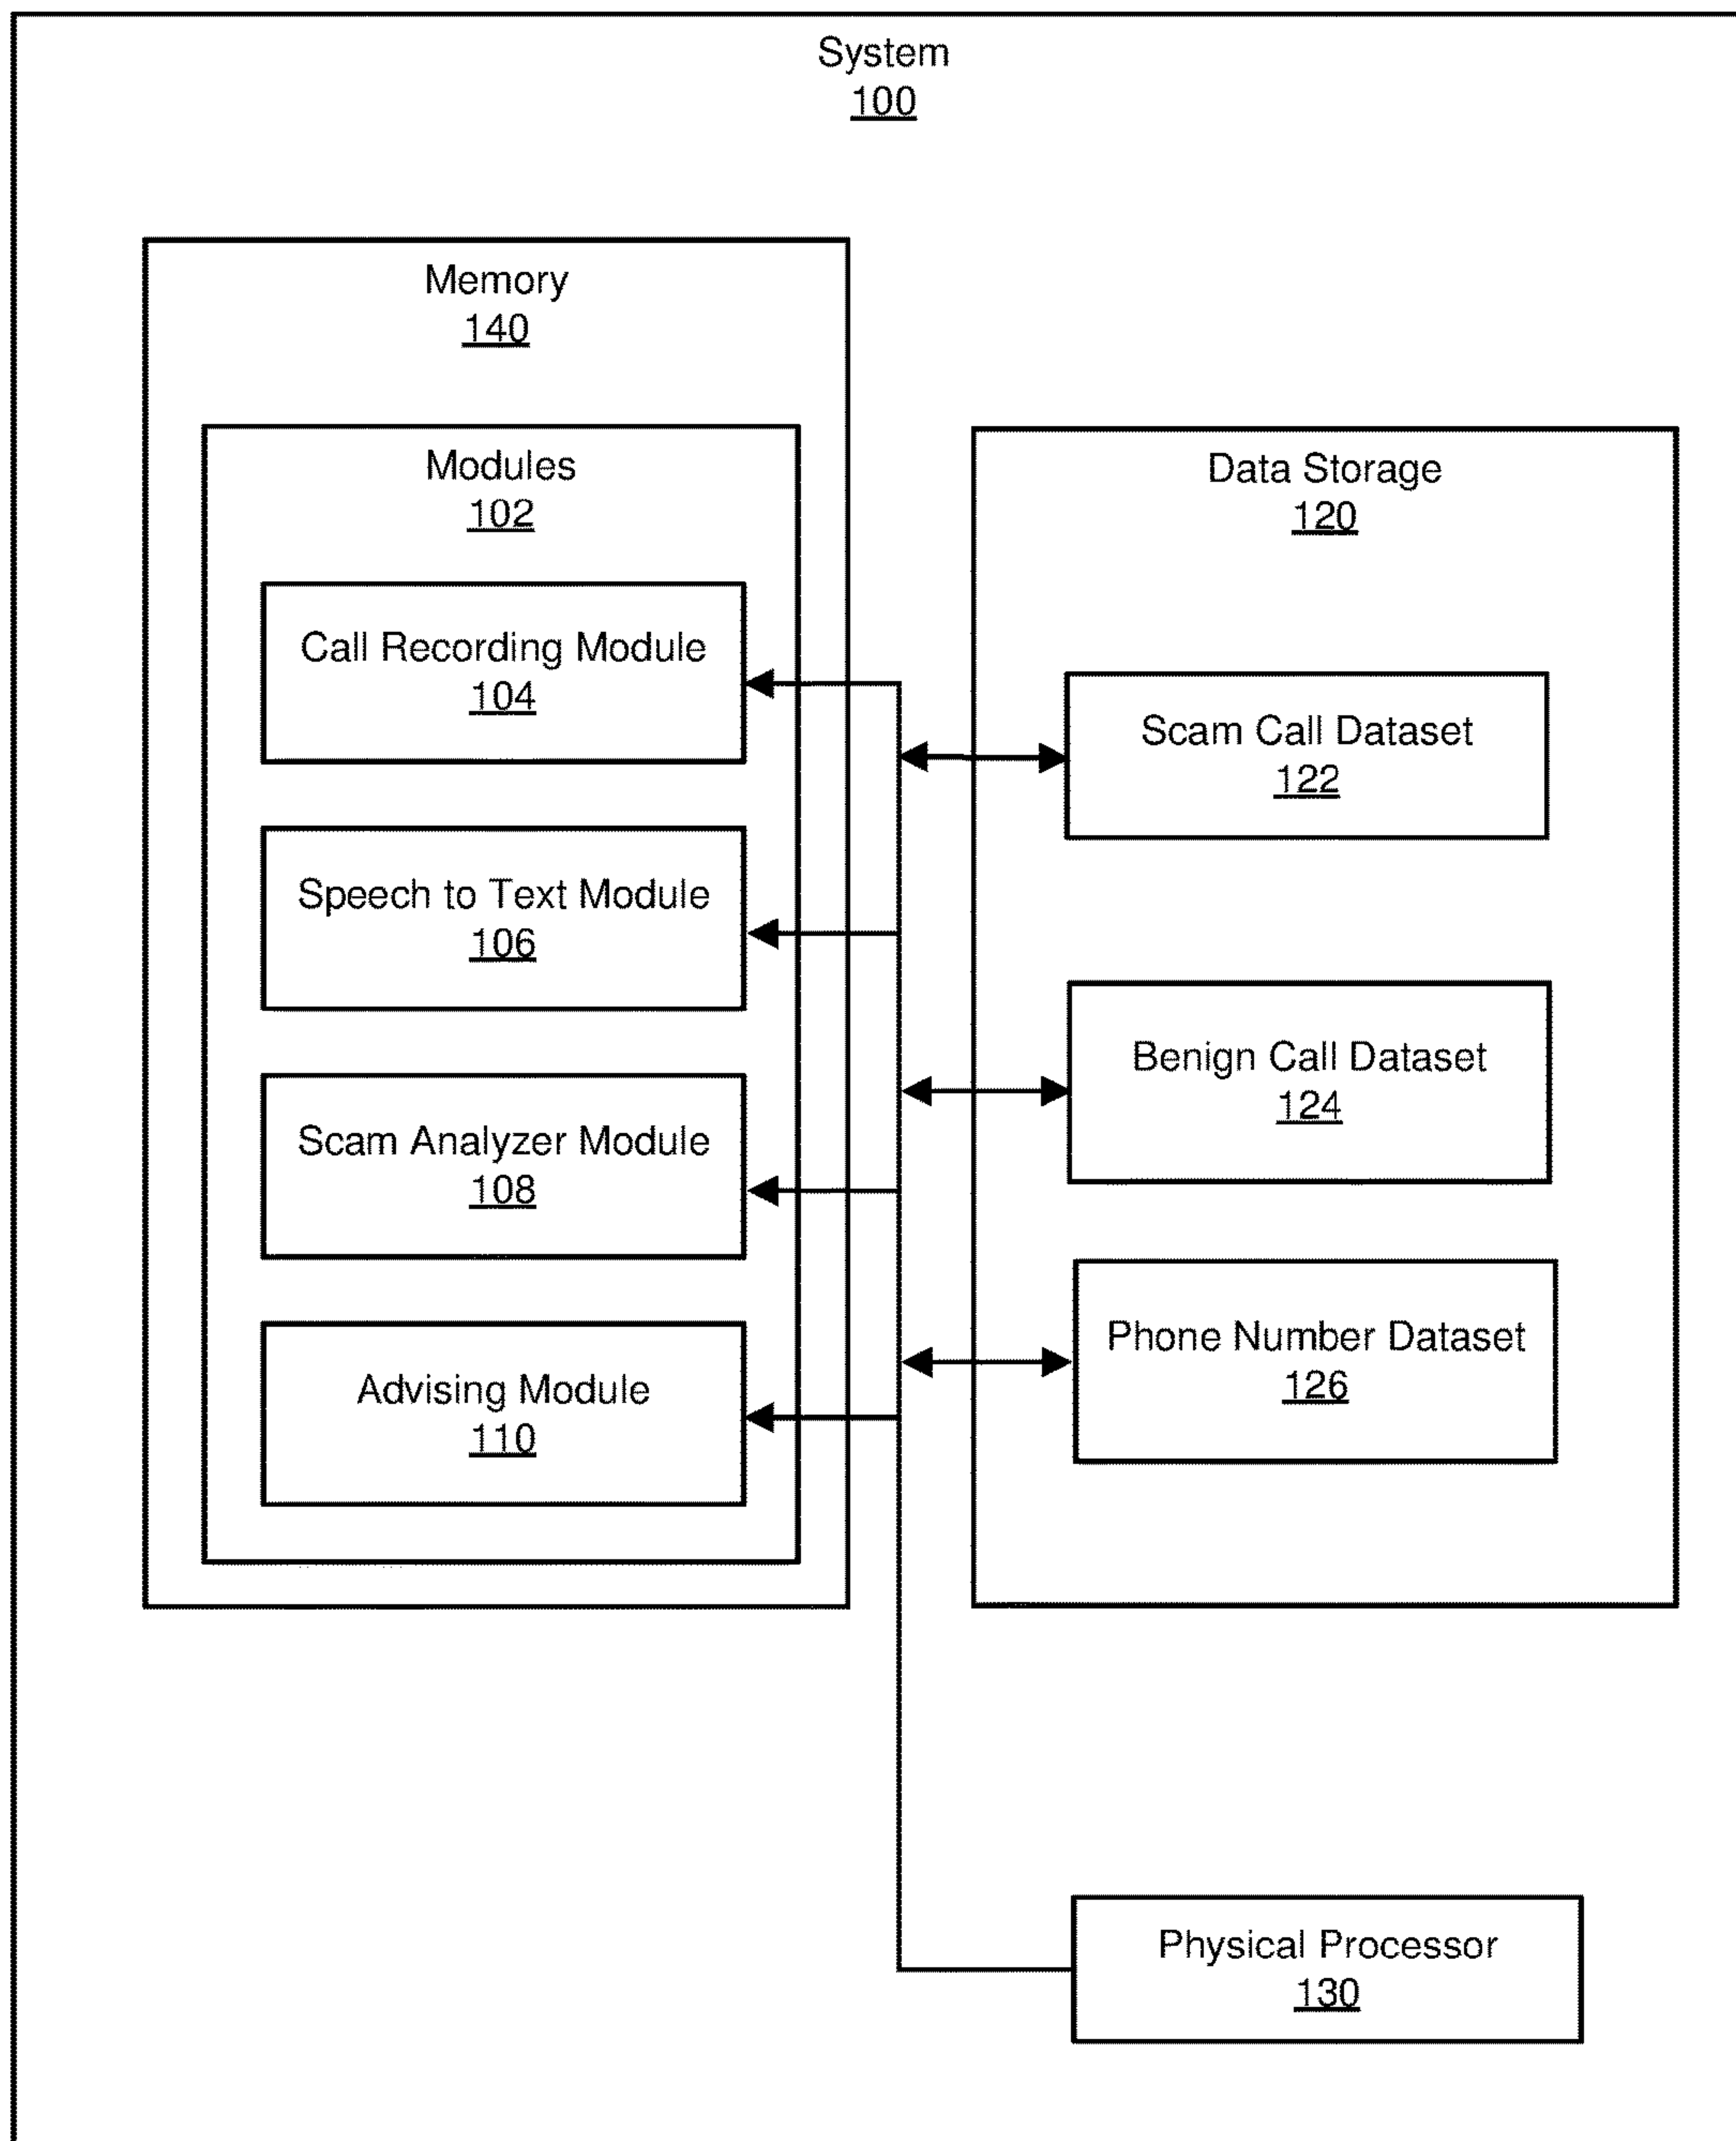 System
100
Memory
140
Modules
102
Call Recording Module
104
Speech to Text Module
106
Scam Analyzer Module
108
Advising Module
110
Data Storage
120
Scam Call Dataset
122
Benign Call Dataset
124
Phone Number Dataset
126
Physical Processor
130